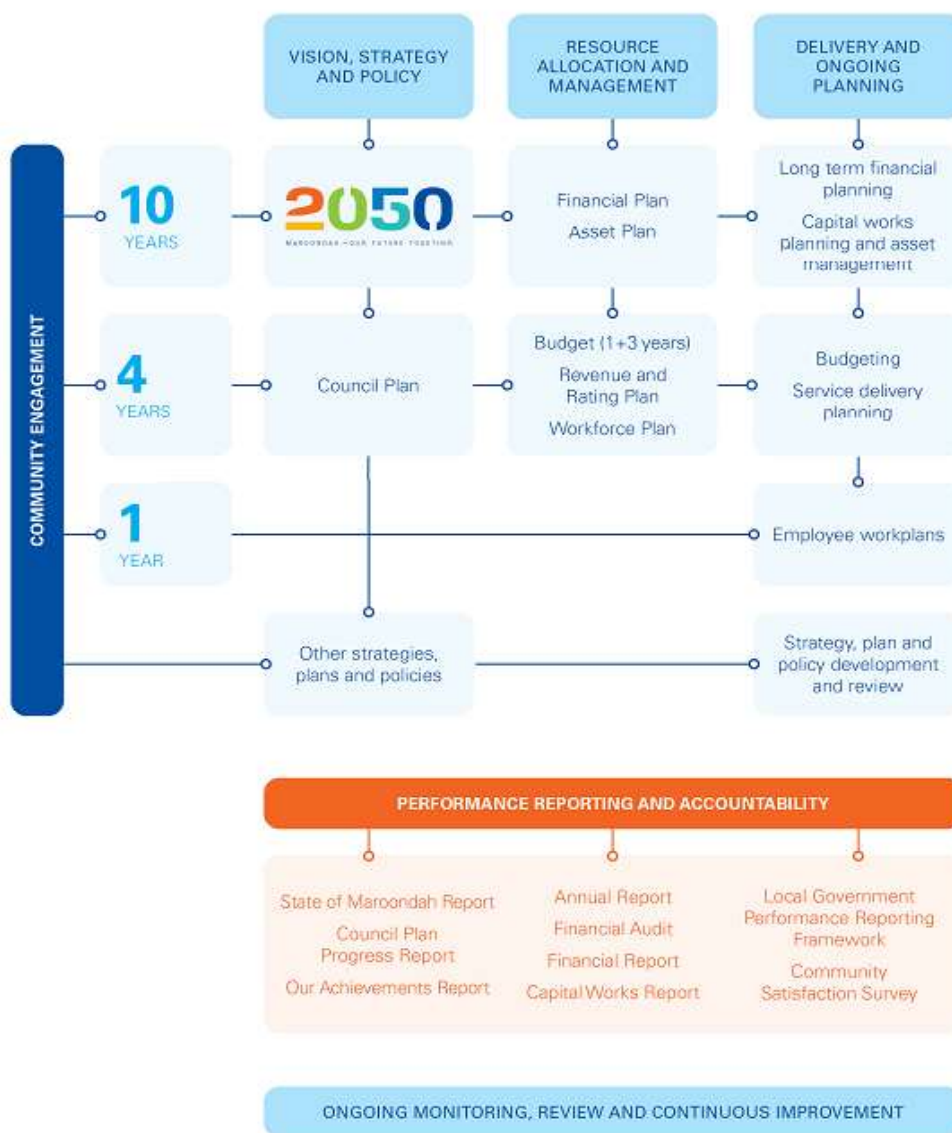 VISION, STRATEGY
AND POLICY
RESOURCE
ALLOCATION AND
MANAGEMENT
DELIVERY AND
ONGOING
PLANNING
COMMUNITY ENGAGEMENT
10
YEARS
2050
MAROONDAH – OUR FUTURE TOGETHER
Financial Plan
Asset Plan
Long term financial
planning
Capital works
planning and asset
management
4
YEARS
Council Plan
Budget (1+3 years)
Revenue and
Rating Plan
Workforce Plan
Budgeting
Service delivery
planning
1
YEAR
Employee workplans
Other strategies,
plans and policies
Strategy, plan and
policy development
and review
PERFORMANCE REPORTING AND ACCOUNTABILITY
State of Maroondah Report
Council Plan
Progress Report
Our Achievements Report
Annual Report
Financial Audit
Financial Report
Capital Works Report
Local Government
Performance Reporting
Framework
Community
Satisfaction Survey
ONGOING MONITORING, REVIEW AND CONTINUOUS IMPROVEMENT